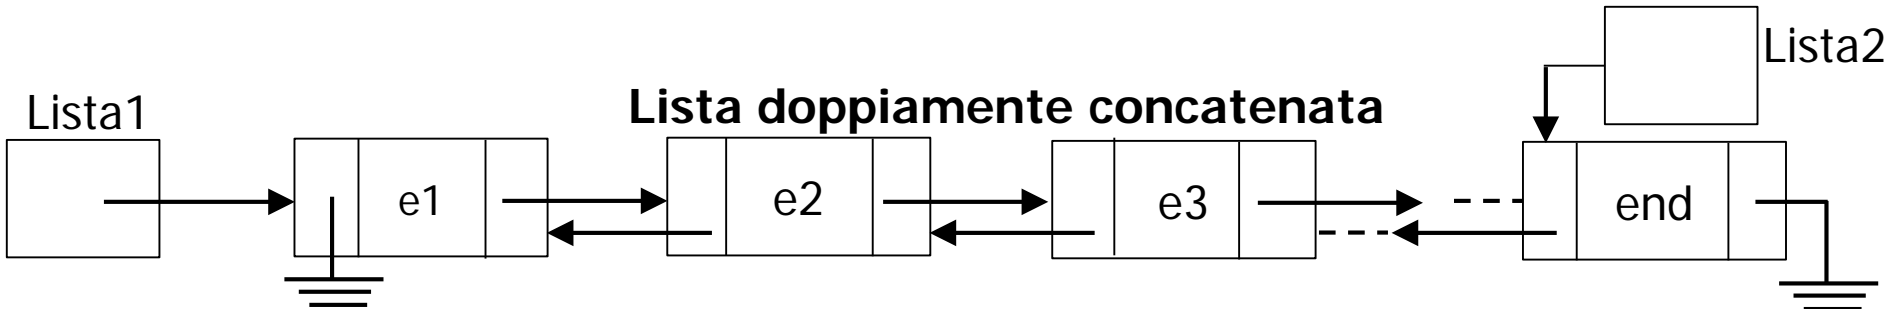 Lista2
Lista1
Lista doppiamente concatenata
e1
e2
e3
end